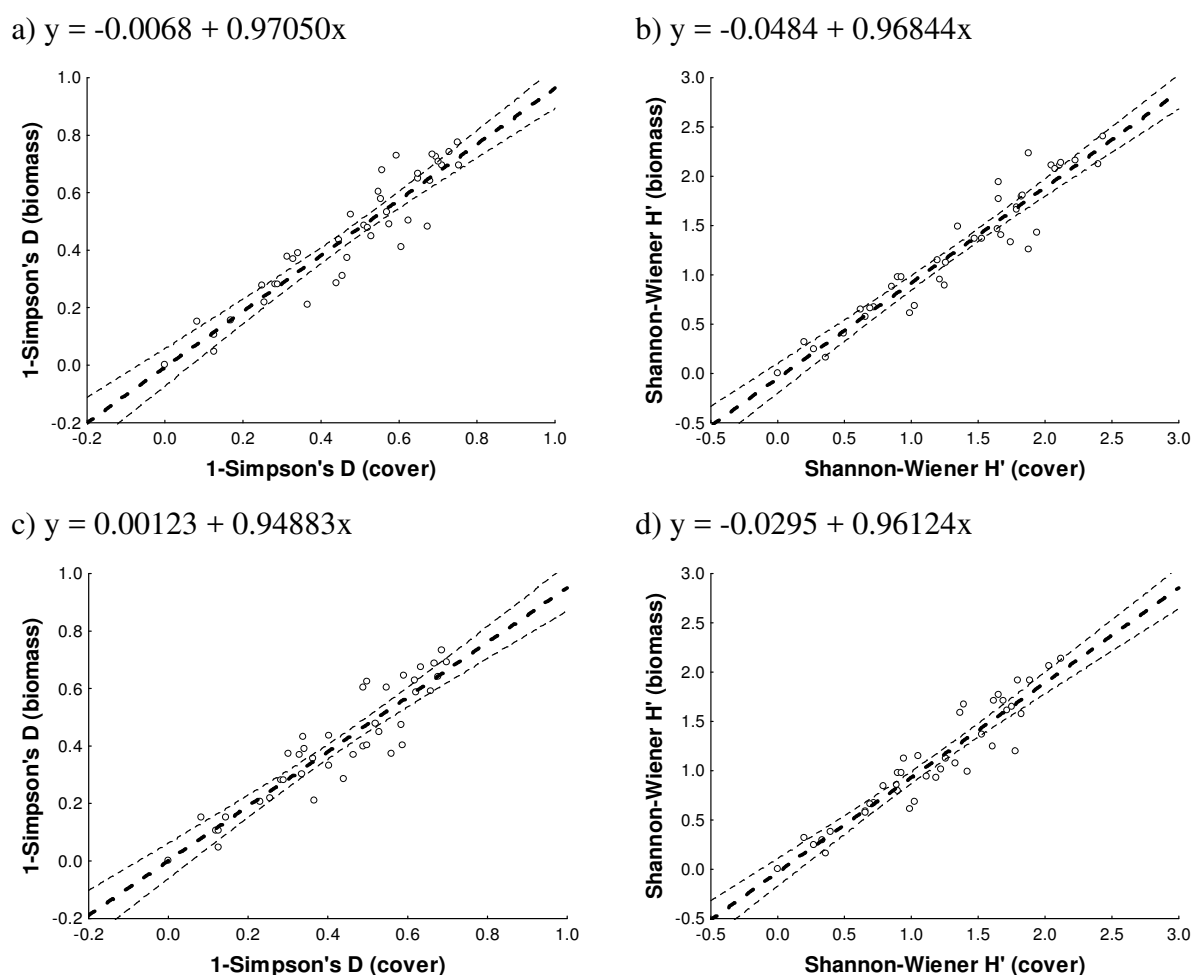 a) y = -0.0068 + 0.97050x
1.0
0.8
0.6
0.4
0.2
0.0
-0.2
1-Simpson's D (biomass)
-0.2 0.0 0.2 0.4 0.6 0.8 1.0
1-Simpson's D (cover)
b) y = -0.0484 + 0.96844x
3.0
2.5
2.0
1.5
1.0
0.5
0.0
-0.5
Shannon-Wiener H' (biomass)
-0.5 0.0 0.5 1.0 1.5 2.0 2.5 3.0
Shannon-Wiener H' (cover)
c) y = 0.00123 + 0.94883x
1.0
0.8
0.6
0.4
0.2
0.0
-0.2
1-Simpson's D (biomass)
-0.2 0.0 0.2 0.4 0.6 0.8 1.0
1-Simpson's D (cover)
d) y = -0.0295 + 0.96124x
3.0
2.5
2.0
1.5
1.0
0.5
0.0
-0.5
Shannon-Wiener H' (biomass)
-0.5 0.0 0.5 1.0 1.5 2.0 2.5 3.0
Shannon-Wiener H' (cover)